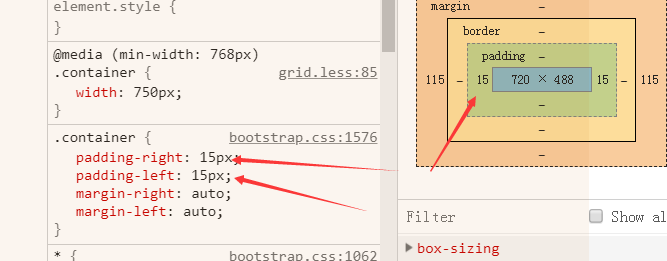 element.style {
}
@media (min-width: 768px)
.container {
grid.less:85
width: 750px;
}
.container {
bootstrap.css:1576
padding-right: 15px;
padding-left: 15px;
margin-right: auto;
margin-left: auto;
}
* {
bootstrap.css:1062
margin –
border –
padding –
115 – 15 720 × 488 15 – 115
–
–
–
Filter
Show al
box-sizing